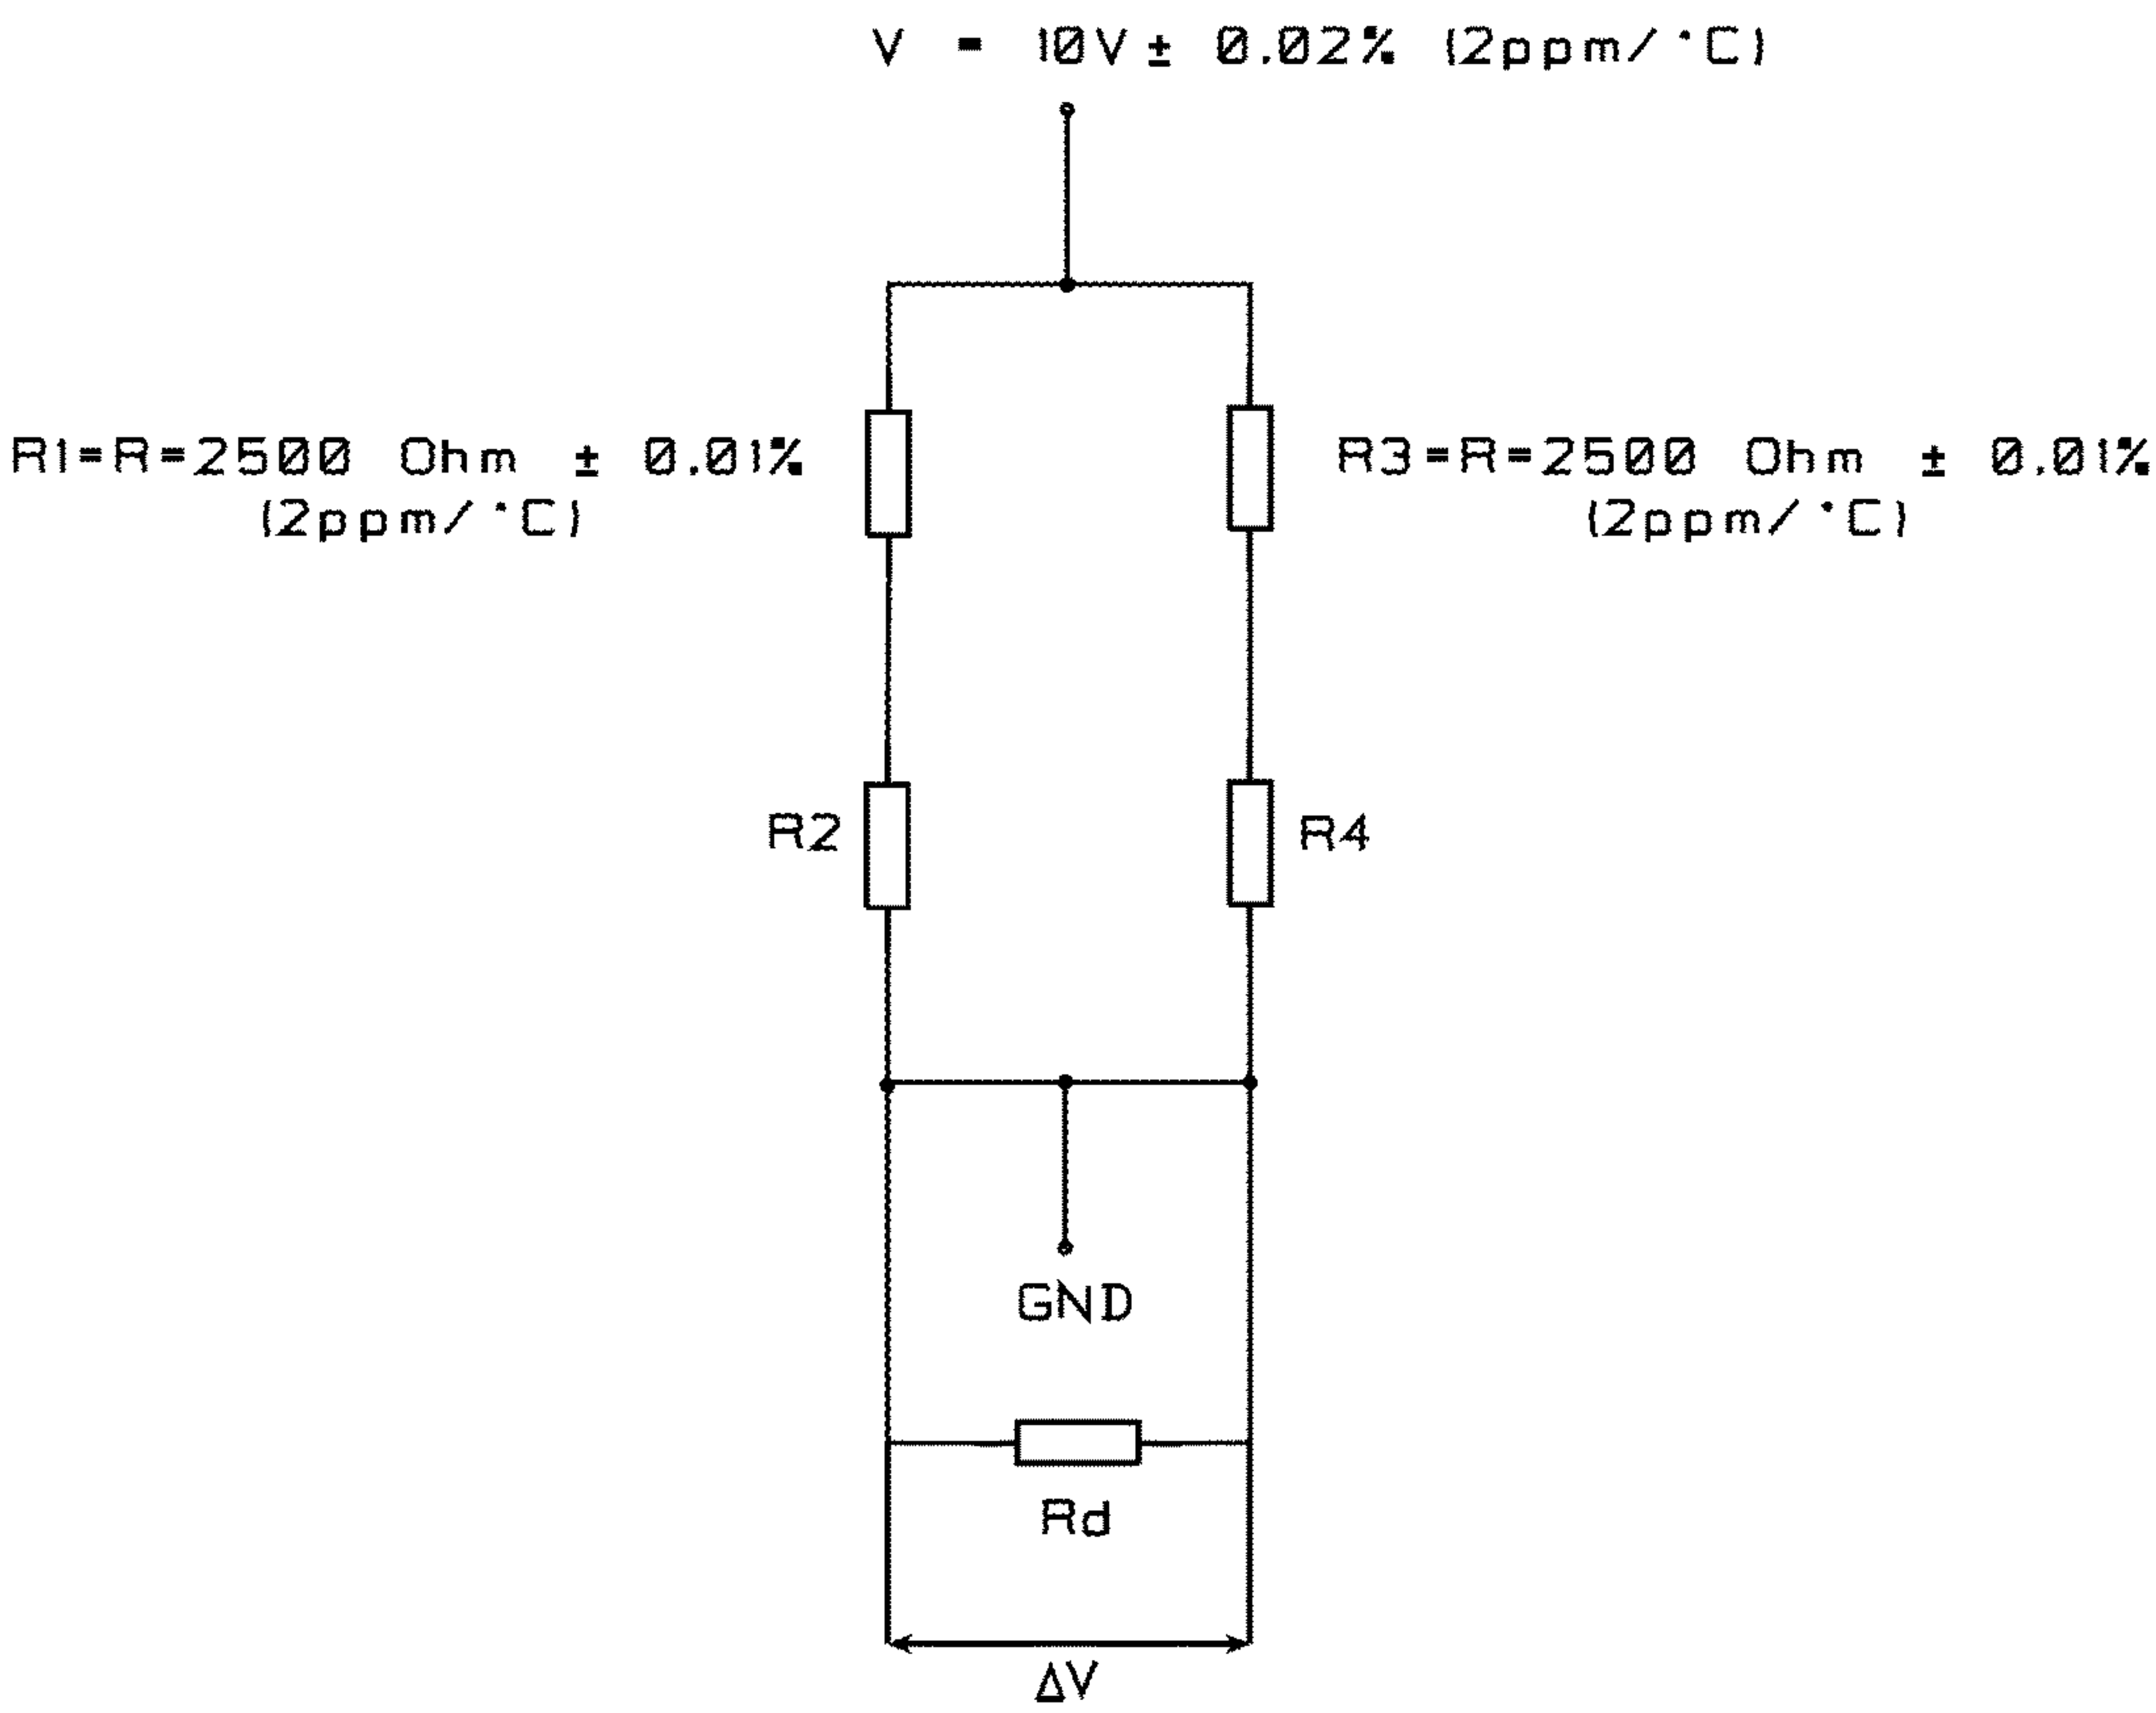 V = 10V± 0.02% (2ppm/°C)
R1=R=2500 Ohm ± 0.01%
(2ppm/°C)
R3=R=2500 Ohm ± 0.01%
(2ppm/°C)
R2
R4
GND
Rd
ΔV